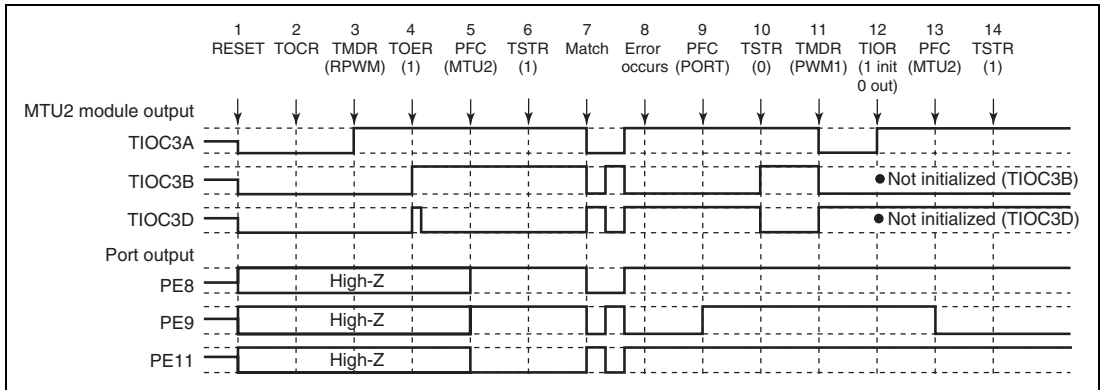 1 2 3 4 5 6 7 8 9 10 11 12 13 14
RESET TOCR TMDR TOER PFC TSTR Match Error PFC TSTR TMDR TIOR PFC TSTR
(RPWM) (1) (MTU2) (1) occurs (PORT) (0) (PWM1) (1 init (MTU2) (1)
0 out)
MTU2 module output
TIOC3A
TIOC3B ● Not initialized (TIOC3B)
TIOC3D ● Not initialized (TIOC3D)
Port output
PE8 High-Z
PE9 High-Z
PE11 High-Z